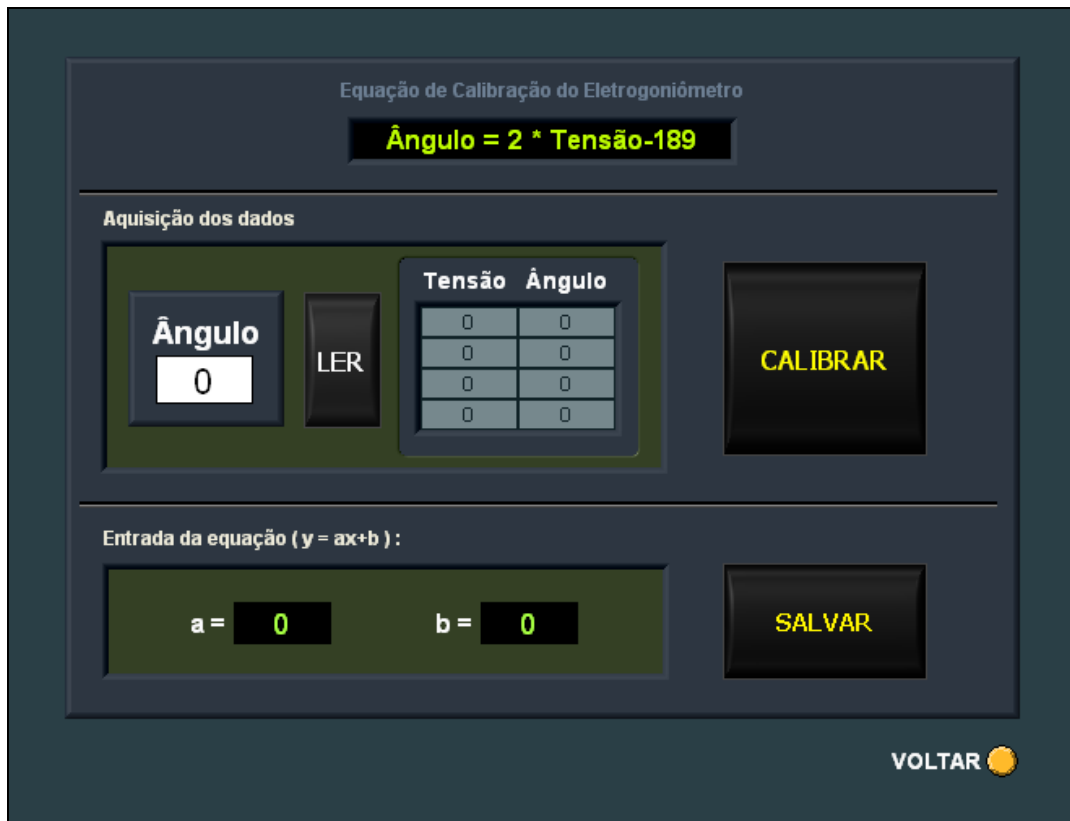 Equação de Calibração do Eletrogoniômetro
Ângulo = 2 * Tensão-189
Aquisição dos dados
Ângulo
0
LER
Tensão Ângulo
0 0
0 0
0 0
0 0
CALIBRAR
Entrada da equação ( y = ax+b ) :
a = 0 b = 0
SALVAR
VOLTAR